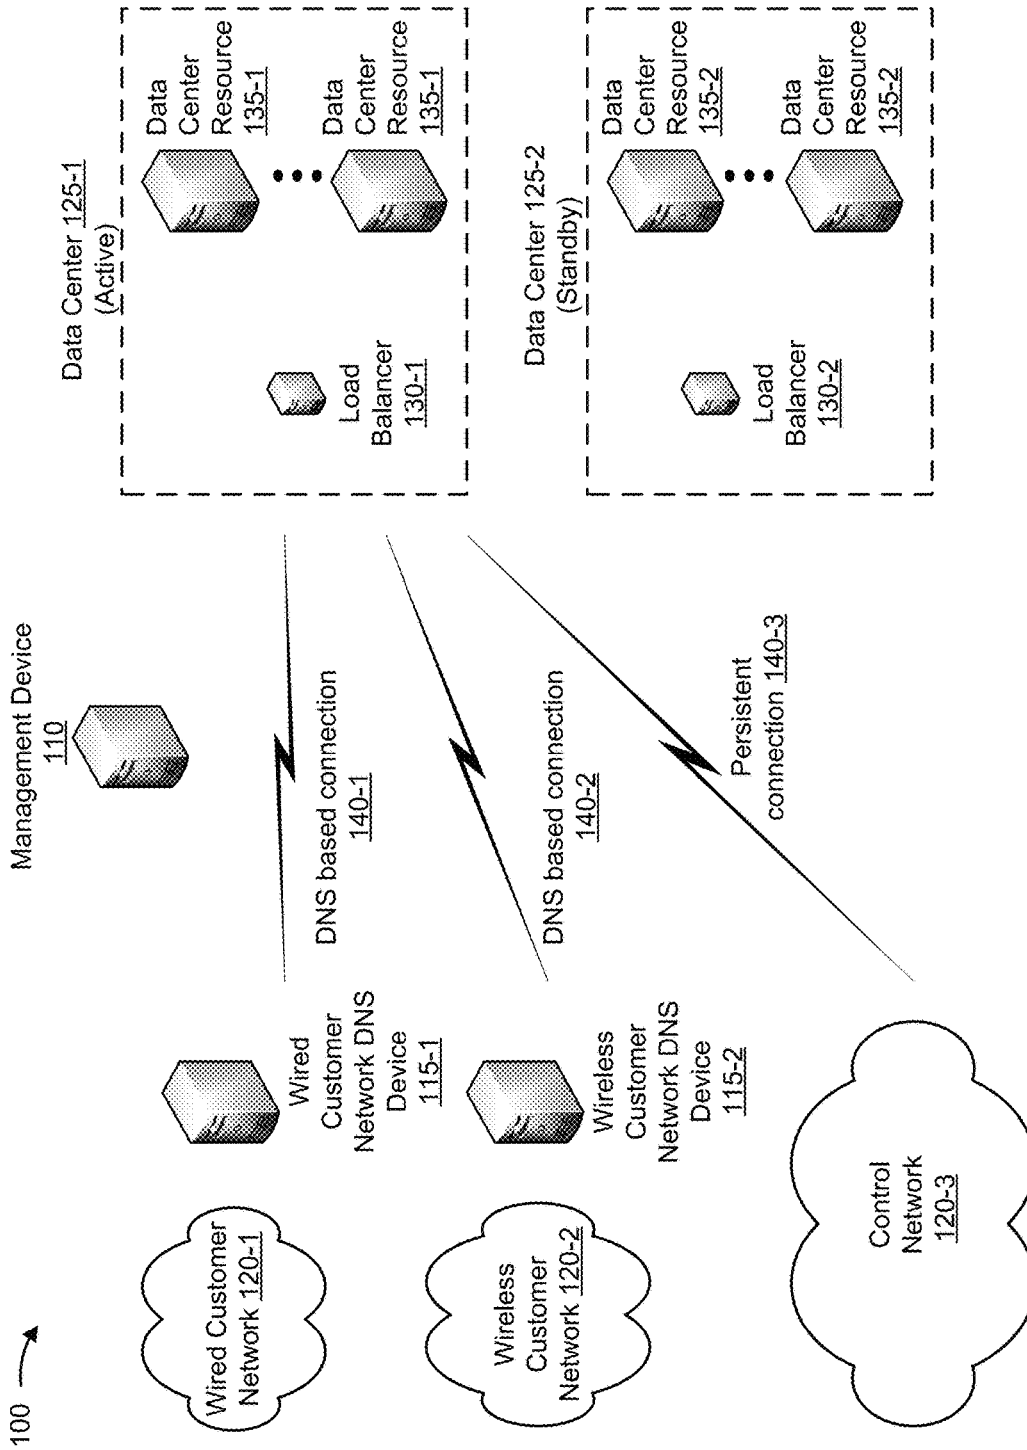 100
Management Device
110
Data Center 125-1
(Active)
Data
Center
Resource
135-1
Data
Center
Resource
135-1
Load
Balancer
130-1
Wired Customer
Network 120-1
Wired
Customer
Network DNS
Device
115-1
DNS based connection
140-1
Wireless
Customer
Network 120-2
Wireless
Customer
Network DNS
Device
115-2
DNS based connection
140-2
Data Center 125-2
(Standby)
Data
Center
Resource
135-2
Data
Center
Resource
135-2
Load
Balancer
130-2
Persistent
connection 140-3
Control
Network
120-3